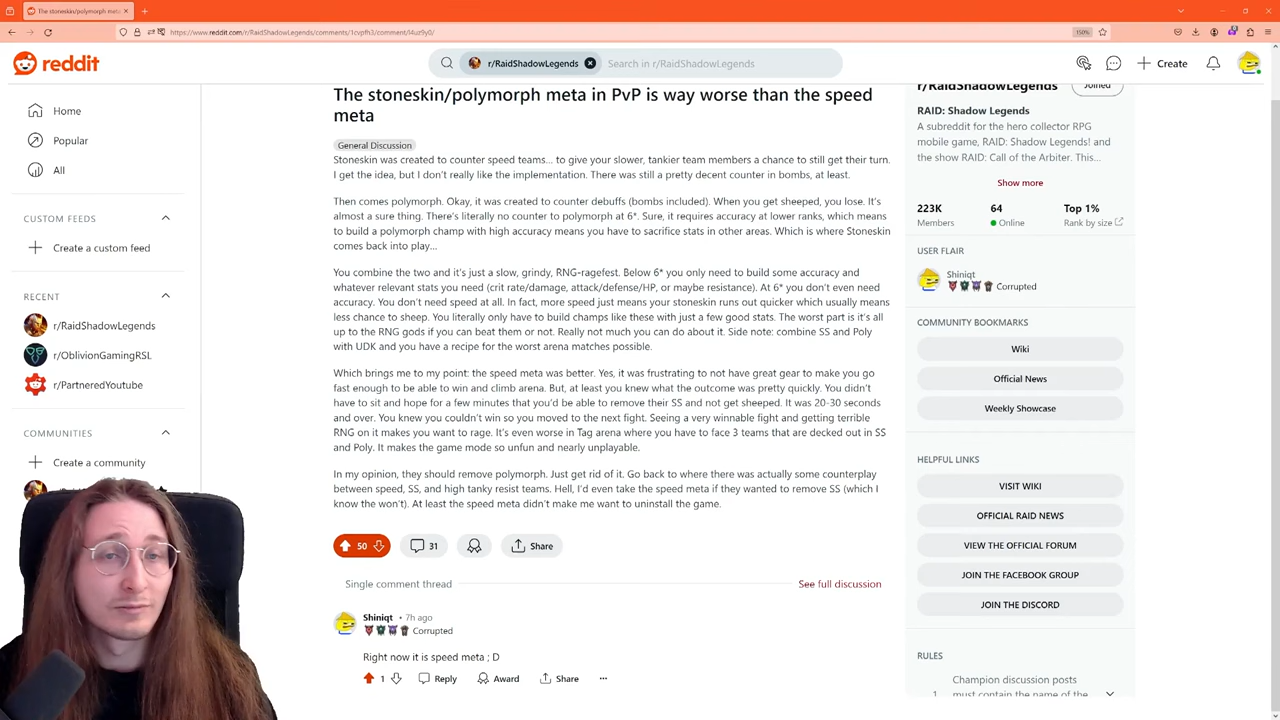 The stoneskin/polymorph meta
https://www.reddit.com/r/RaidShadowLegends/comments/1cvpfh3/comment/l4uz9y0/
150%
reddit
r/RaidShadowLegends
Search in r/RaidShadowLegends
Create
Home
Popular
All
CUSTOM FEEDS
Create a custom feed
RECENT
r/RaidShadowLegends
r/OblivionGamingRSL
r/PartneredYoutube
COMMUNITIES
Create a community
The stoneskin/polymorph meta in PvP is way worse than the speed
meta
General Discussion
Stoneskin was created to counter speed teams... to give your slower, tankier team members a chance to still get their turn.
I get the idea, but I don't really like the implementation. There was still a pretty decent counter in bombs, at least.
Then comes polymorph. Okay, it was created to counter debuffs (bombs included). When you get sheeped, you lose. It's
almost a sure thing. There's literally no counter to polymorph at 6*. Sure, it requires accuracy at lower ranks, which means
to build a polymorph champ with high accuracy means you have to sacrifice stats in other areas. Which is where Stoneskin
comes back into play...
You combine the two and it's just a slow, grindy, RNG-ragefest. Below 6* you only need to build some accuracy and
whatever relevant stats you need (crit rate/damage, attack/defense/HP, or maybe resistance). At 6* you don't even need
accuracy. You don't need speed at all. In fact, more speed just means your stoneskin runs out quicker which usually means
less chance to sheep. You literally only have to build champs like these with just a few good stats. The worst part is it's all
up to the RNG gods if you can beat them or not. Really not much you can do about it. Side note: combine SS and Poly
with UDK and you have a recipe for the worst arena matches possible.
Which brings me to my point: the speed meta was better. Yes, it was frustrating to not have great gear to make you go
fast enough to be able to win and climb arena. But, at least you knew what the outcome was pretty quickly. You didn't
have to sit and hope for a few minutes that you'd be able to remove their SS and not get sheeped. It was 20-30 seconds
and over. You knew you couldn't win so you moved to the next fight. Seeing a very winnable fight and getting terrible
RNG on it makes you want to rage. It's even worse in Tag arena where you have to face 3 teams that are decked out in SS
and Poly. It makes the game mode so unfun and nearly unplayable.
In my opinion, they should remove polymorph. Just get rid of it. Go back to where there was actually some counterplay
between speed, SS, and high tanky resist teams. Hell, I'd even take the speed meta if they wanted to remove SS (which I
know the won't). At least the speed meta didn't make me want to uninstall the game.
50
31
Share
Single comment thread
See full discussion
Shiniqt • 7h ago
Corrupted
Right now it is speed meta ; D
1
Reply
Award
Share
r/RaidShadowLegends
Joined
RAID: Shadow Legends
A subreddit for the hero collector RPG
mobile game, RAID: Shadow Legends! and
the show RAID: Call of the Arbiter. This...
Show more
223K
64
Top 1%
Members
Online
Rank by size
USER FLAIR
Shiniqt
Corrupted
COMMUNITY BOOKMARKS
Wiki
Official News
Weekly Showcase
HELPFUL LINKS
VISIT WIKI
OFFICIAL RAID NEWS
VIEW THE OFFICIAL FORUM
JOIN THE FACEBOOK GROUP
JOIN THE DISCORD
RULES
1
Champion discussion posts
must contain the name of the